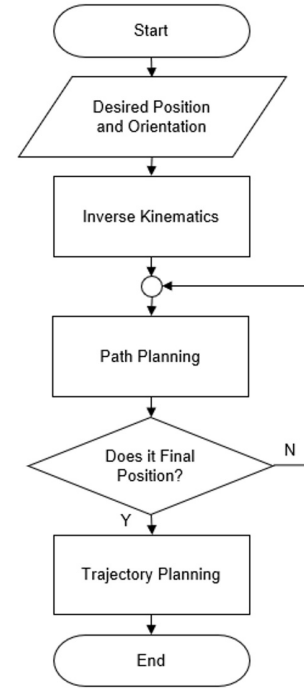 Start
Desired Position
and Orientation
Inverse Kinematics
Path Planning
Does it Final
Position?
N
Y
Trajectory Planning
End